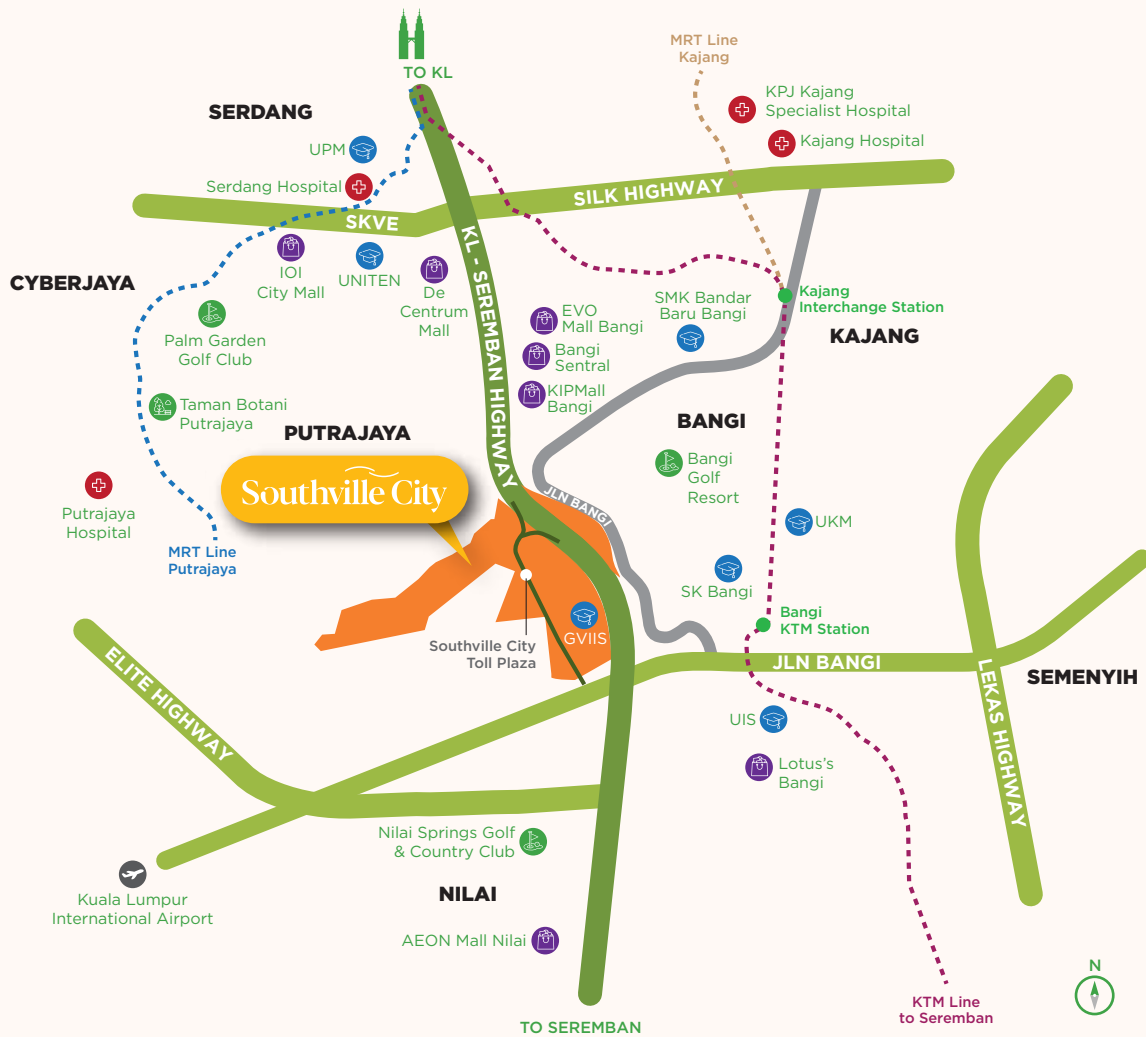 TO KL
MRT Line
Kajang
SERDANG
KPJ Kajang
Specialist Hospital
UPM
Kajang Hospital
Serdang Hospital
SILK HIGHWAY
SKVE
KL - SEREMBAN HIGHWAY
IOI
City Mall
UNITEN
De
Centrum
Mall
CYBERJAYA
EVO
Mall Bangi
SMK Bandar
Baru Bangi
Kajang
Interchange Station
KAJANG
Palm Garden
Golf Club
Bangi
Sentral
KIPMall
Bangi
Taman Botani
Putrajaya
PUTRAJAYA
BANGI
Southville City
Bangi
Golf
Resort
JLN BANGI
Putrajaya
Hospital
UKM
MRT Line
Putrajaya
SK Bangi
GVIIS
Southville City
Toll Plaza
Bangi
KTM Station
ELITE HIGHWAY
JLN BANGI
LEKAS HIGHWAY
SEMENYIH
UIS
Lotus's
Bangi
Nilai Springs Golf
& Country Club
Kuala Lumpur
International Airport
NILAI
AEON Mall Nilai
N
KTM Line
to Seremban
TO SEREMBAN